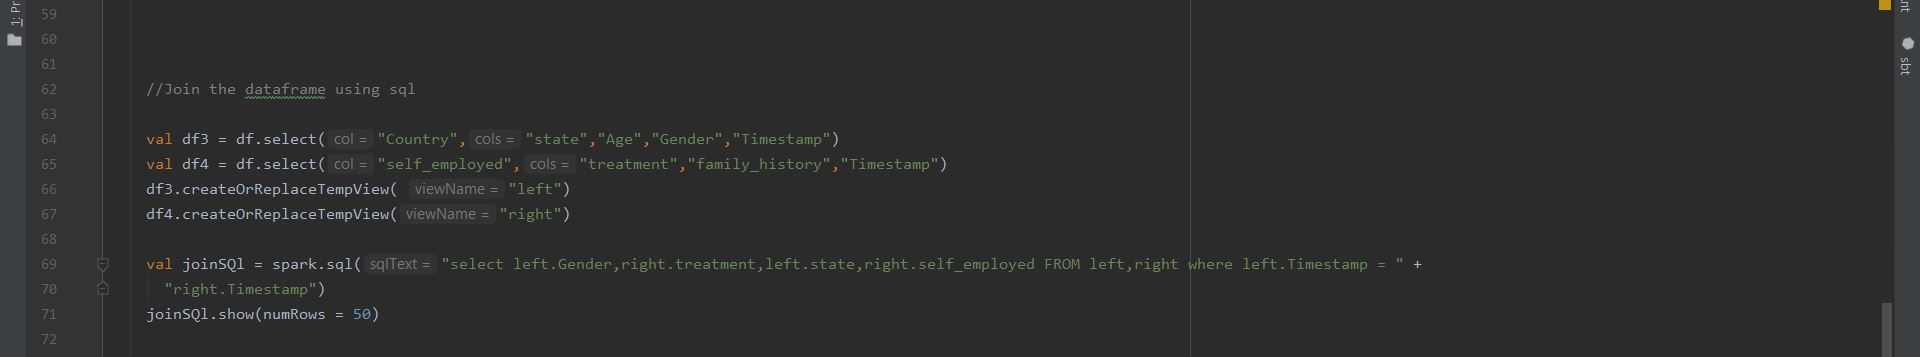 1: Pr
59
60
61
62 //Join the dataframe using sql
63
64 val df3 = df.select( col = "Country", cols = "state","Age","Gender","Timestamp")
65 val df4 = df.select( col = "self_employed", cols = "treatment","family_history","Timestamp")
66 df3.createOrReplaceTempView( viewName = "left")
67 df4.createOrReplaceTempView( viewName = "right")
68
69 val joinSQl = spark.sql( sqlText = "select left.Gender,right.treatment,left.state,right.self_employed FROM left,right where left.Timestamp = " +
70 "right.Timestamp")
71 joinSQl.show(numRows = 50)
72
nt
sbt